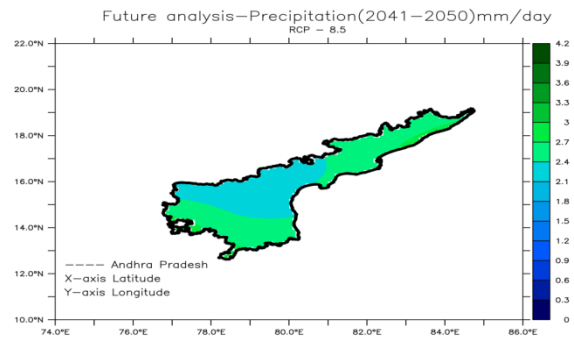 Future analysis−Precipitation(2041−2050)mm/day
RCP − 8.5
22.0°N
20.0°N
18.0°N
16.0°N
14.0°N
12.0°N
10.0°N
−−−− Andhra Pradesh
X−axis Latitude
Y−axis Longitude
74.0°E 76.0°E 78.0°E 80.0°E 82.0°E 84.0°E 86.0°E
4.2
3.9
3.6
3.3
3
2.7
2.4
2.1
1.8
1.5
1.2
0.9
0.6
0.3
0